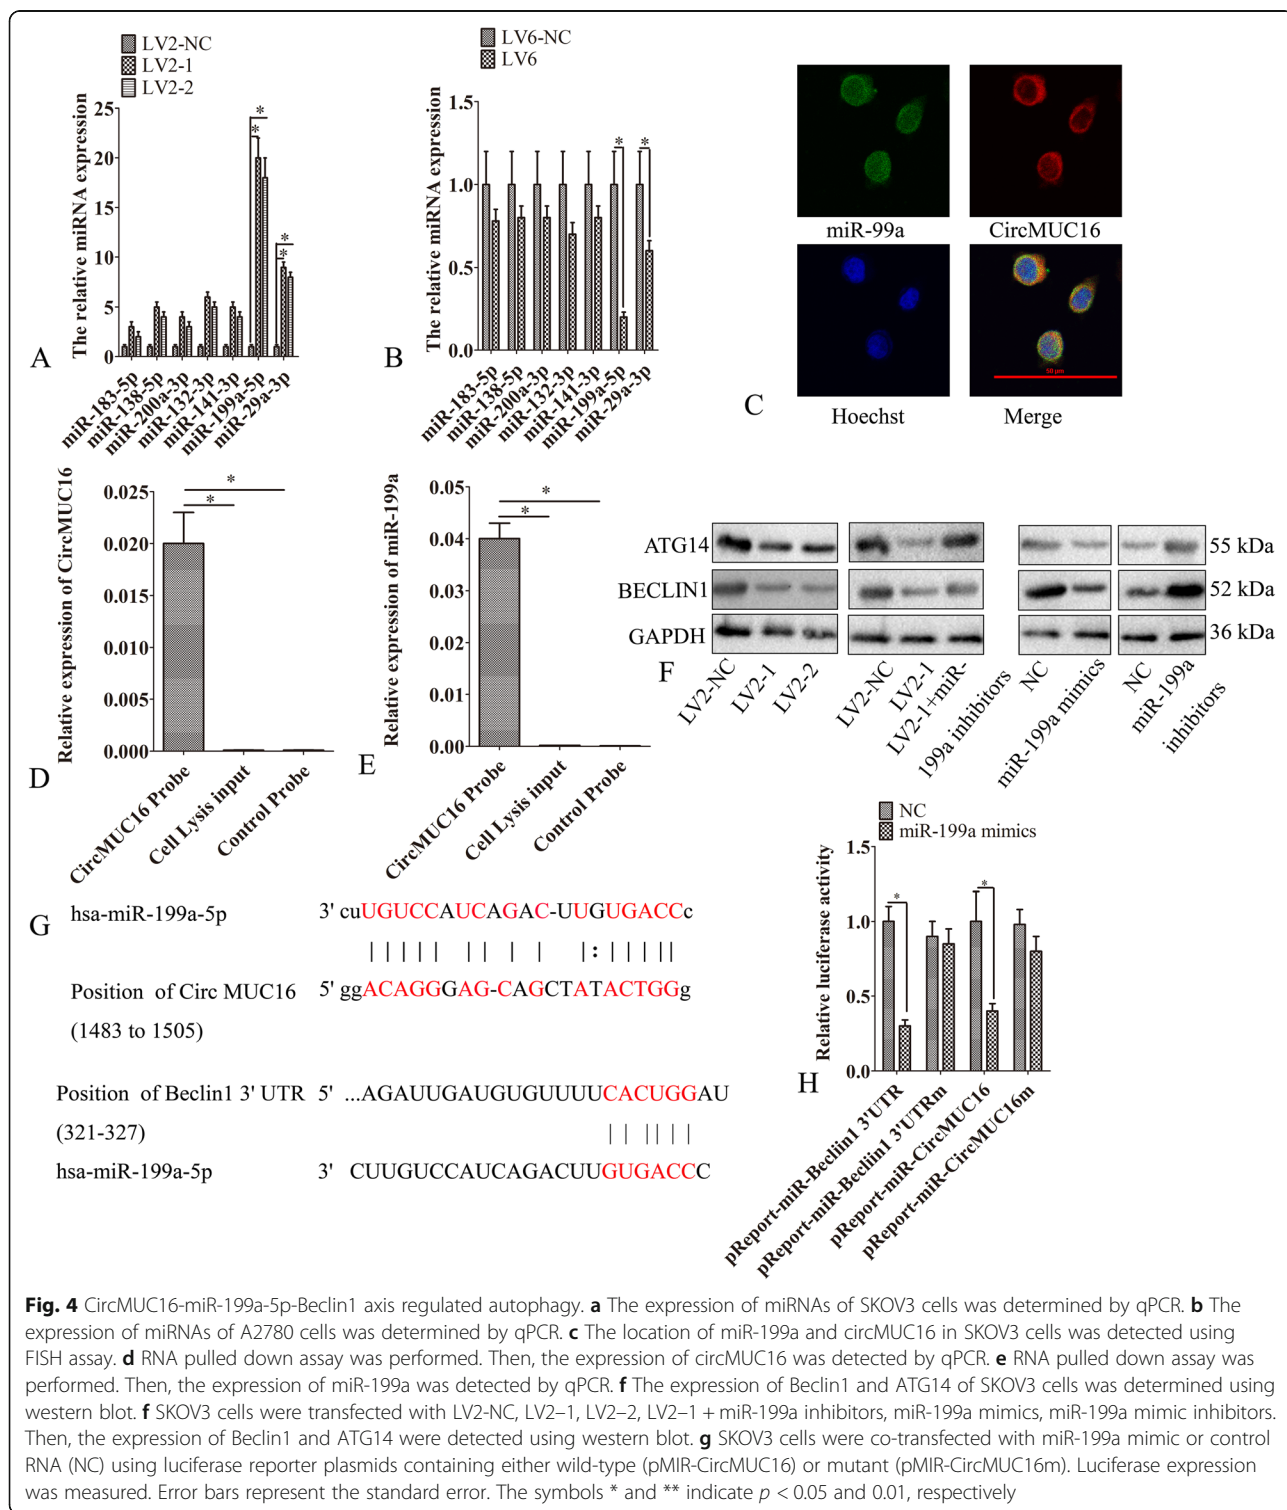 LV2-NC
LV2-1
LV2-2
The relative miRNA expression
25
20
15
10
5
0
miR-183-5p
miR-138-5p
miR-200a-3p
miR-132-3p
miR-141-3p
miR-199a-5p
miR-29a-3p
* *
* *
A
LV6-NC
LV6
The relative miRNA expression
1.5
1.0
0.5
0.0
miR-183-5p
miR-138-5p
miR-200a-3p
miR-132-3p
miR-141-3p
miR-199a-5p
miR-29a-3p
* *
B
miR-99a
CircMUC16
Hoechst
Merge
50 μm
C
Relative expression of CircMUC16
0.025
0.020
0.015
0.010
0.005
0.000
CircMUC16 Probe
Cell Lysis input
Control Probe
*
*
D
Relative expression of miR-199a
0.05
0.04
0.03
0.02
0.01
0.00
CircMUC16 Probe
Cell Lysis input
Control Probe
*
*
E
ATG14
55 kDa
BECLIN1
52 kDa
GAPDH
36 kDa
F
LV2-NC
LV2-1
LV2-2
LV2-NC
LV2-1
LV2-1+miR-
199a inhibitors
NC
miR-199a mimics
NC
miR-199a
inhibitors
G
hsa-miR-199a-5p 3' cuUGUCCAUCAGAC-UUGUGACCc
| | | | | | | | | | | : | | | | |
Position of Circ MUC16 5' ggACAGGGAG-CAGCTATACTGGg
(1483 to 1505)
Position of Beclin1 3' UTR 5' ...AGAUUGAUGUGUUUUCACUGGAU
(321-327)
| | | | | |
hsa-miR-199a-5p 3' CUUGUCCAUCAGACUUGUGACCC
NC
miR-199a mimics
Relative luciferase activity
1.5
1.0
0.5
0.0
*
*
H
pReport-miR-Becliin1 3'UTR
pReport-miR-Becliin1 3'UTRm
pReport-miR-CircMUC16
pReport-miR-CircMUC16m
Fig. 4 CircMUC16-miR-199a-5p-Beclin1 axis regulated autophagy. a The expression of miRNAs of SKOV3 cells was determined by qPCR. b The
expression of miRNAs of A2780 cells was determined by qPCR. c The location of miR-199a and circMUC16 in SKOV3 cells was detected using
FISH assay. d RNA pulled down assay was performed. Then, the expression of circMUC16 was detected by qPCR. e RNA pulled down assay was
performed. Then, the expression of miR-199a was detected by qPCR. f The expression of Beclin1 and ATG14 of SKOV3 cells was determined using
western blot. f SKOV3 cells were transfected with LV2-NC, LV2–1, LV2–2, LV2–1 + miR-199a inhibitors, miR-199a mimics, miR-199a mimic inhibitors.
Then, the expression of Beclin1 and ATG14 were detected using western blot. g SKOV3 cells were co-transfected with miR-199a mimic or control
RNA (NC) using luciferase reporter plasmids containing either wild-type (pMIR-CircMUC16) or mutant (pMIR-CircMUC16m). Luciferase expression
was measured. Error bars represent the standard error. The symbols * and ** indicate p < 0.05 and 0.01, respectively